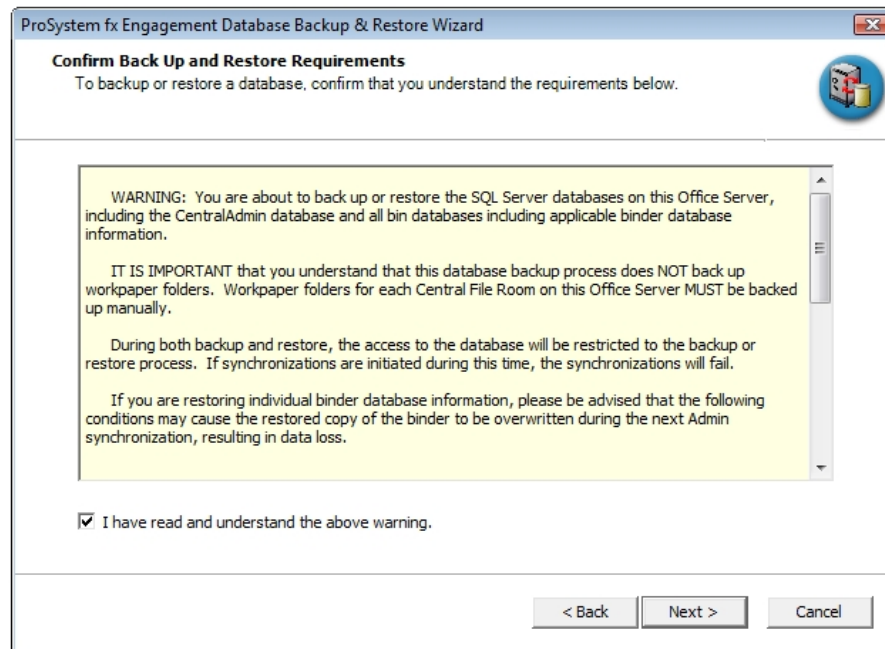 ProSystem fx Engagement Database Backup & Restore Wizard
Confirm Back Up and Restore Requirements
To backup or restore a database, confirm that you understand the requirements below.
WARNING: You are about to back up or restore the SQL Server databases on this Office Server,
including the CentralAdmin database and all bin databases including applicable binder database
information.
IT IS IMPORTANT that you understand that this database backup process does NOT back up
workpaper folders. Workpaper folders for each Central File Room on this Office Server MUST be backed
up manually.
During both backup and restore, the access to the database will be restricted to the backup or
restore process. If synchronizations are initiated during this time, the synchronizations will fail.
If you are restoring individual binder database information, please be advised that the following
conditions may cause the restored copy of the binder to be overwritten during the next Admin
synchronization, resulting in data loss.
I have read and understand the above warning.
< Back
Next >
Cancel